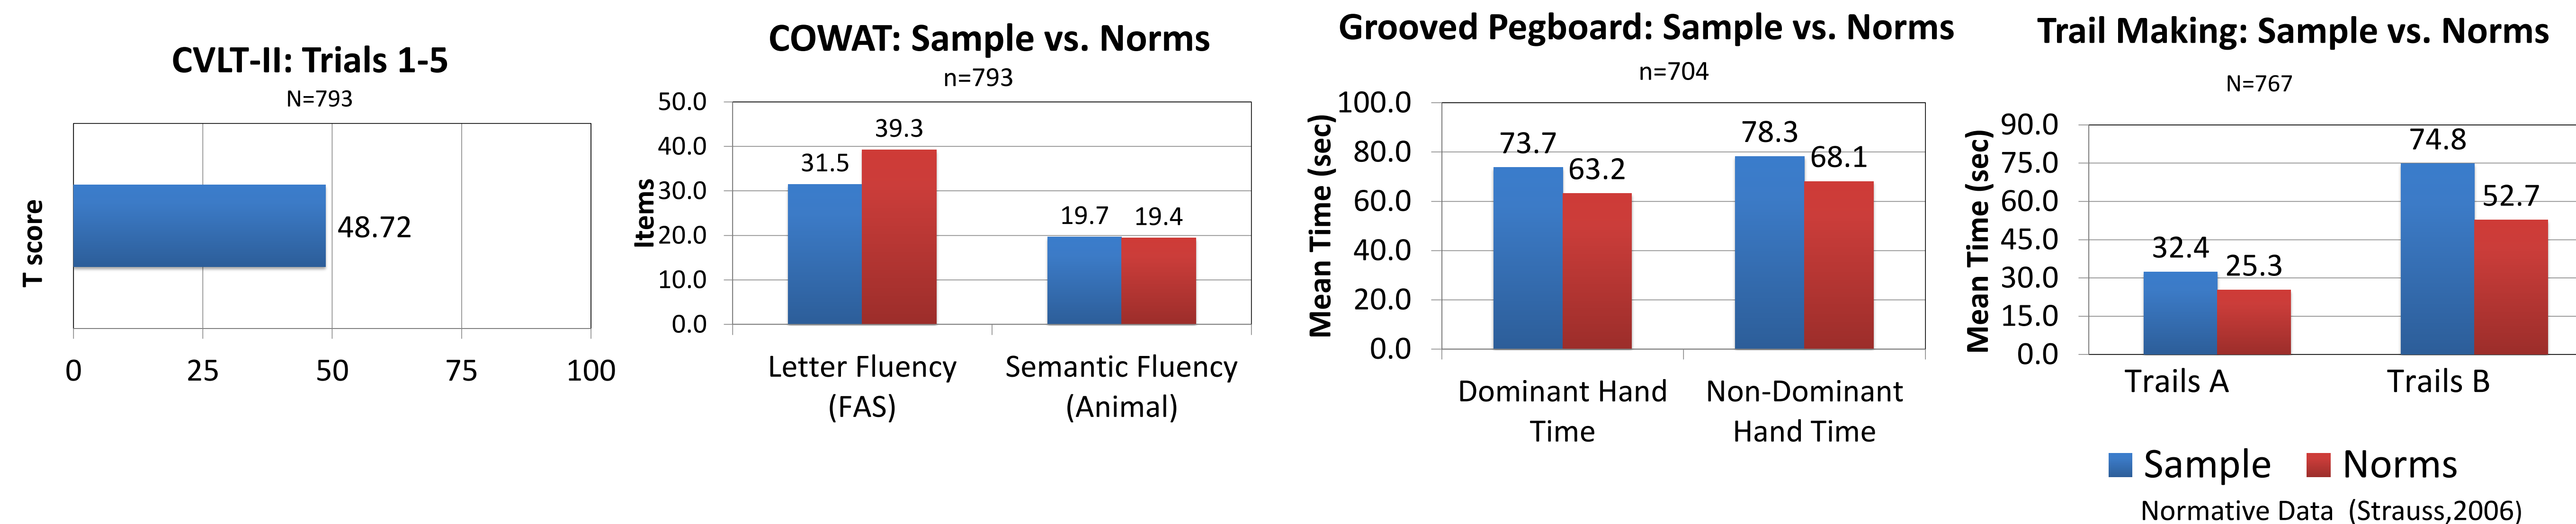 CVLT-II: Trials 1-5
N=793
T score
48.72
0 25 50 75 100
COWAT: Sample vs. Norms
n=793
Items
50.0
40.0
30.0
20.0
10.0
0.0
31.5
39.3
19.7
19.4
Letter Fluency
(FAS)
Semantic Fluency
(Animal)
Grooved Pegboard: Sample vs. Norms
n=704
Mean Time (sec)
100.0
80.0
60.0
40.0
20.0
0.0
73.7
63.2
78.3
68.1
Dominant Hand
Time
Non-Dominant
Hand Time
Trail Making: Sample vs. Norms
N=767
Mean Time (sec)
90.0
75.0
60.0
45.0
30.0
15.0
0.0
32.4
25.3
74.8
52.7
Trails A
Trails B
Sample Norms
Normative Data (Strauss,2006)